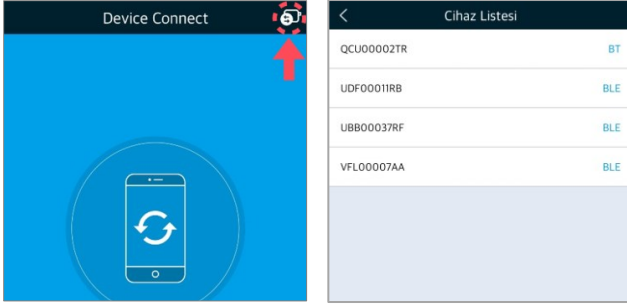 Device Connect
Cihaz Listesi
QCU00002TR BT
UDF00011RB BLE
UBB00037RF BLE
VFL00007AA BLE